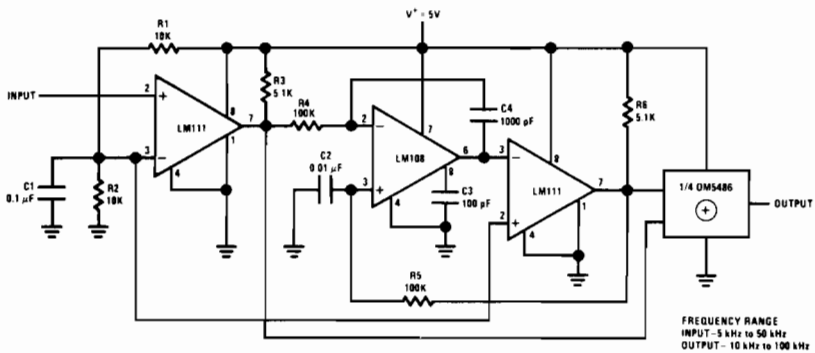 V+ = 5V
R1
10K
R3
5.1K
R4
100K
C4
1000 pF
R6
5.1K
INPUT
2
+
8
LM111
7
1
3
−
4
2
−
7
LM108
6
8
3
+
4
3
−
8
LM111
7
1
2
+
4
C1
0.1 μF
R2
10K
C2
0.01 μF
C3
100 pF
R5
100K
1/4 DM5486
+
OUTPUT
FREQUENCY RANGE
INPUT–5 kHz to 50 kHz
OUTPUT– 10 kHz to 100 kHz